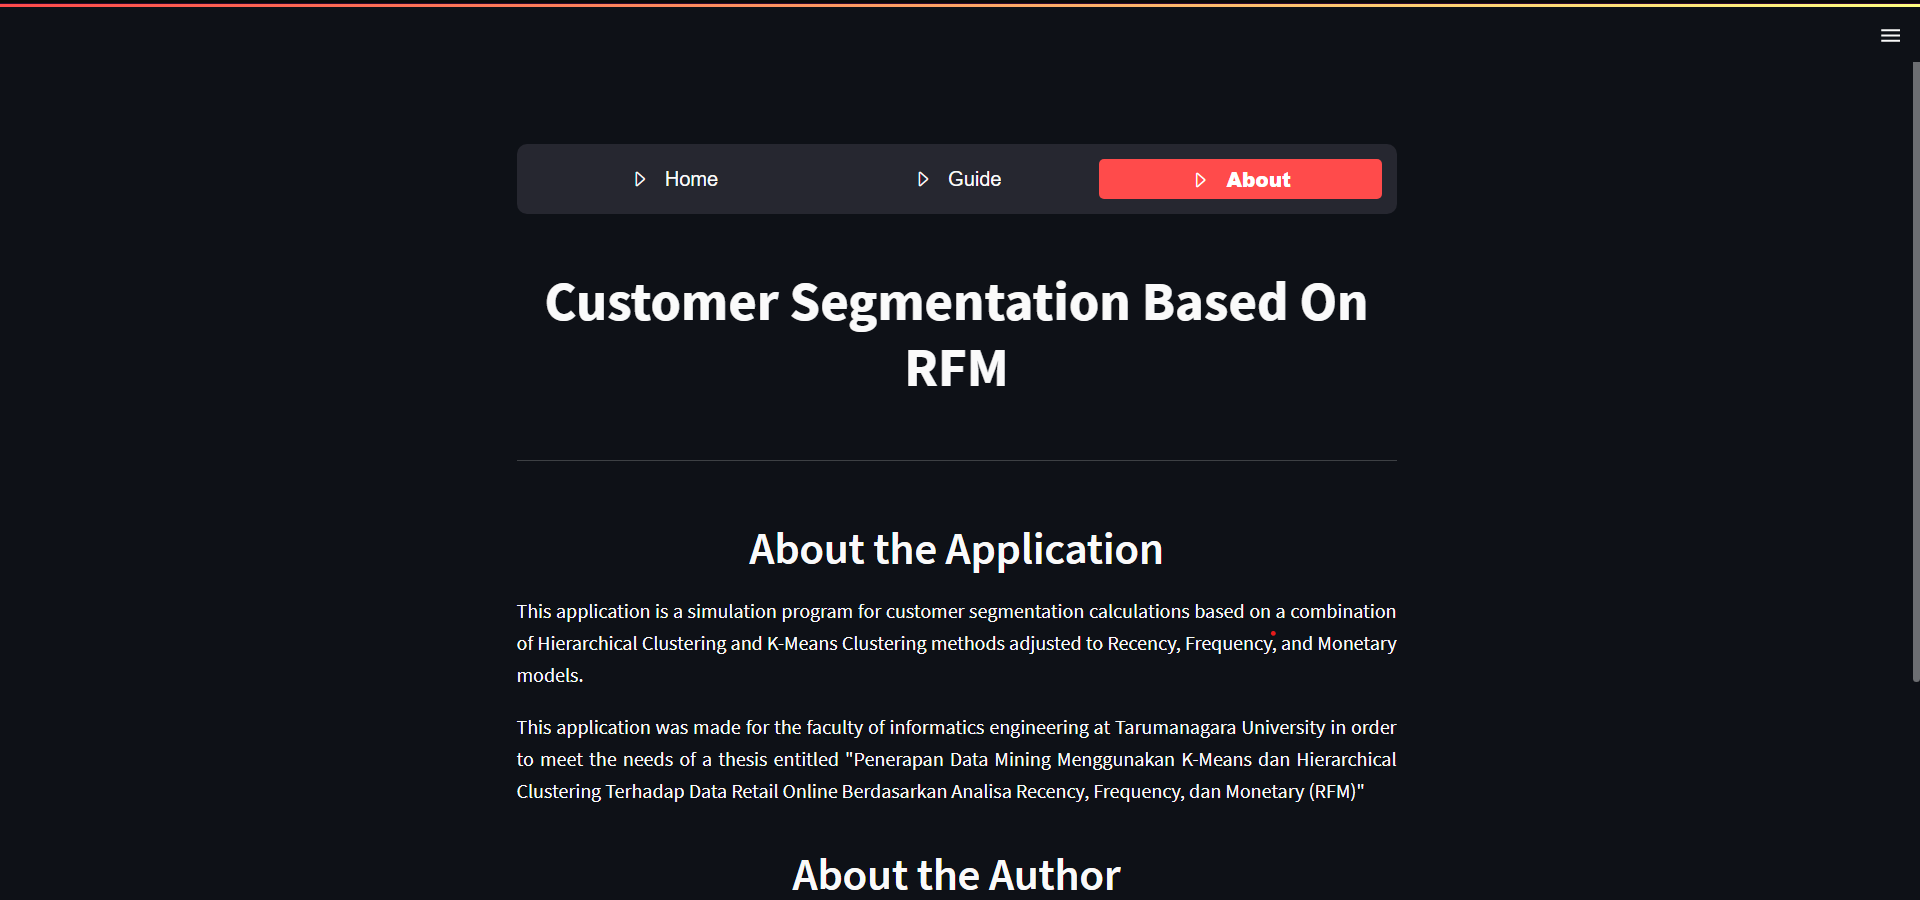 Home
Guide
About
Customer Segmentation Based On
RFM
About the Application
This application is a simulation program for customer segmentation calculations based on a combination
of Hierarchical Clustering and K-Means Clustering methods adjusted to Recency, Frequency, and Monetary
models.
This application was made for the faculty of informatics engineering at Tarumanagara University in order
to meet the needs of a thesis entitled "Penerapan Data Mining Menggunakan K-Means dan Hierarchical
Clustering Terhadap Data Retail Online Berdasarkan Analisa Recency, Frequency, dan Monetary (RFM)"
About the Author